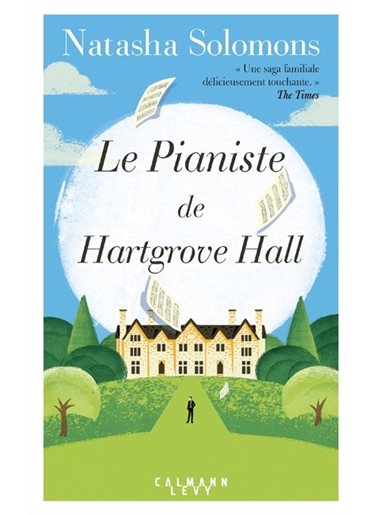 Natasha Solomons
« Une saga familiale
délicieusement touchante. »
The Times
Le Pianiste
de
Hartgrove Hall
CALMANN
LEVY